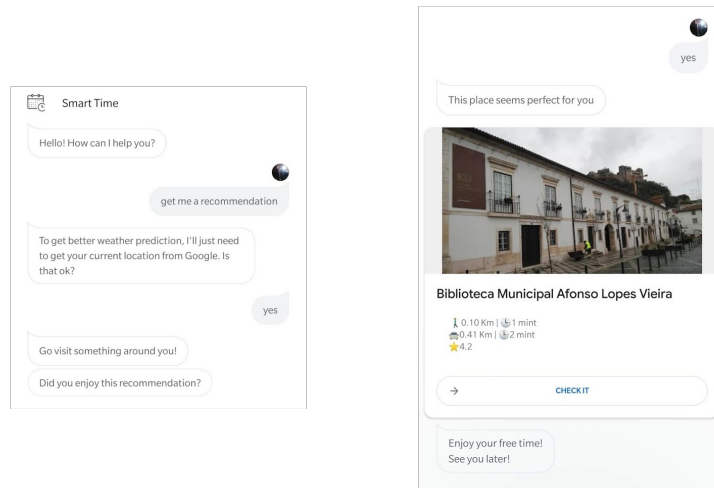 Smart Time
Hello! How can I help you?
get me a recommendation
To get better weather prediction, I'll just need
to get your current location from Google. Is
that ok?
yes
Go visit something around you!
Did you enjoy this recommendation?
yes
This place seems perfect for you
Biblioteca Municipal Afonso Lopes Vieira
0.10 Km | 1 mint
0.41 Km | 2 mint
4.2
CHECK IT
Enjoy your free time!
See you later!